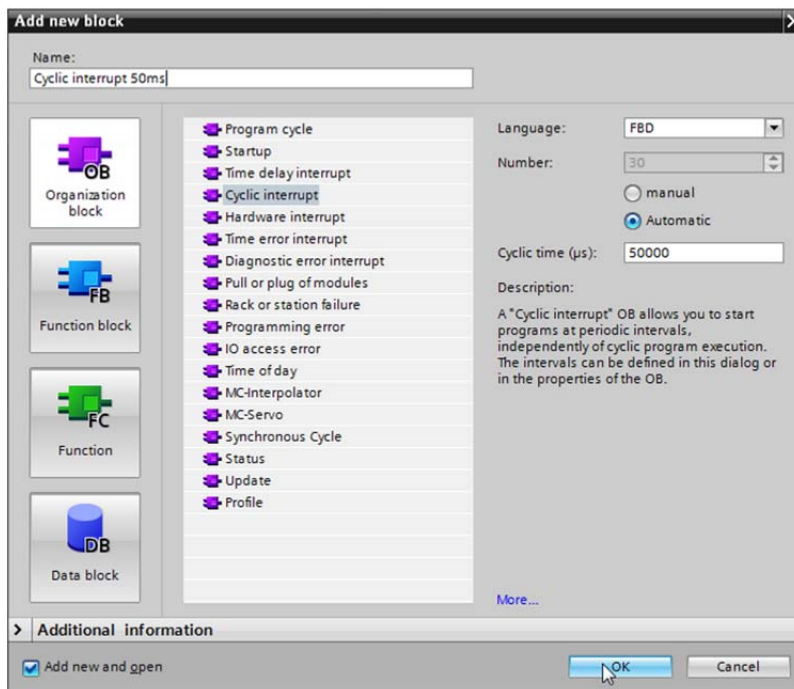 Add new block
Name:
Cyclic interrupt 50ms
OB
Organization
block
FB
Function block
FC
Function
DB
Data block
Program cycle
Startup
Time delay interrupt
Cyclic interrupt
Hardware interrupt
Time error interrupt
Diagnostic error interrupt
Pull or plug of modules
Rack or station failure
Programming error
IO access error
Time of day
MC-Interpolator
MC-Servo
Synchronous Cycle
Status
Update
Profile
Language:
FBD
Number:
30
manual
Automatic
Cyclic time (µs):
50000
Description:
A "Cyclic interrupt" OB allows you to start
programs at periodic intervals,
independently of cyclic program execution.
The intervals can be defined in this dialog or
in the properties of the OB.
More...
Additional information
Add new and open
OK
Cancel